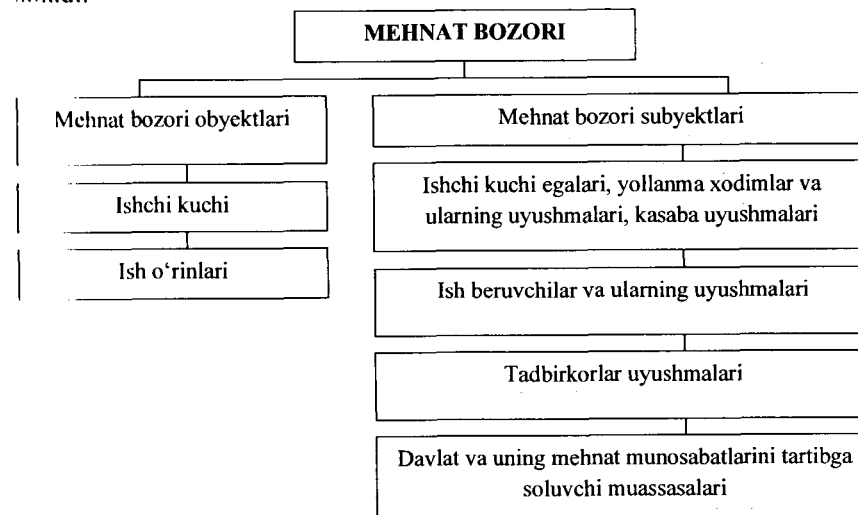 MEHNAT BOZORI
Mehnat bozori obyektlari
Ishchi kuchi
Ish o‘rinlari
Mehnat bozori subyektlari
Ishchi kuchi egalari, yollanma xodimlar va
ularning uyushmalari, kasaba uyushmalari
Ish beruvchilar va ularning uyushmalari
Tadbirkorlar uyushmalari
Davlat va uning mehnat munosabatlarini tartibga
soluvchi muassasalari